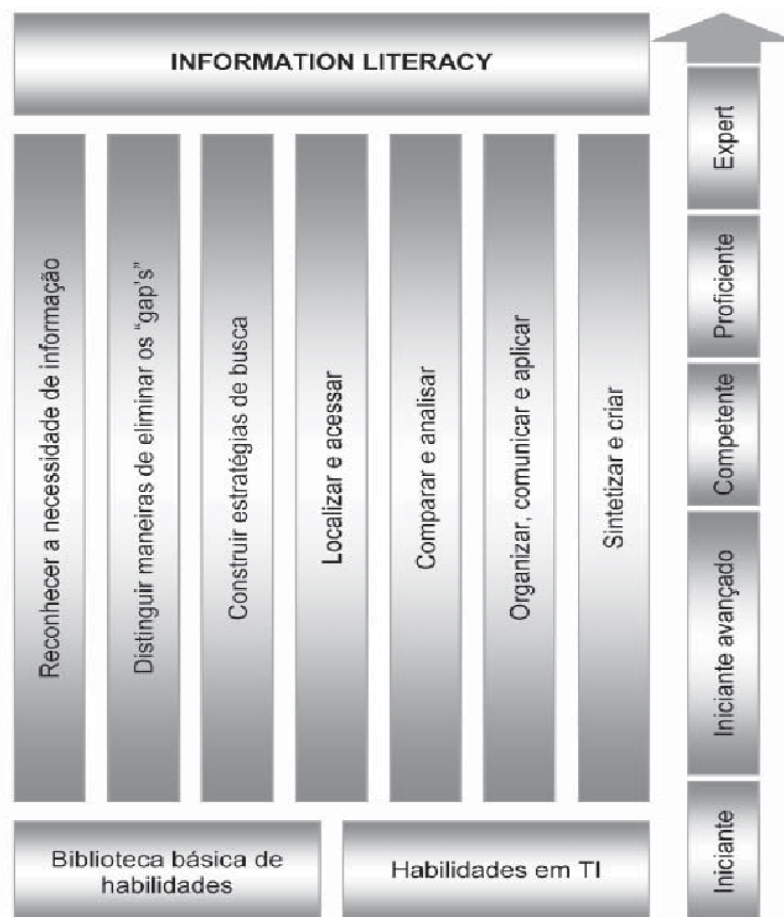 INFORMATION LITERACY
Reconhecer a necessidade de informação
Distinguir maneiras de eliminar os “gap’s”
Construir estratégias de busca
Localizar e acessar
Comparar e analisar
Organizar, comunicar e aplicar
Sintetizar e criar
Biblioteca básica de
habilidades
Habilidades em TI
Expert
Proficiente
Competente
Iniciante avançado
Iniciante